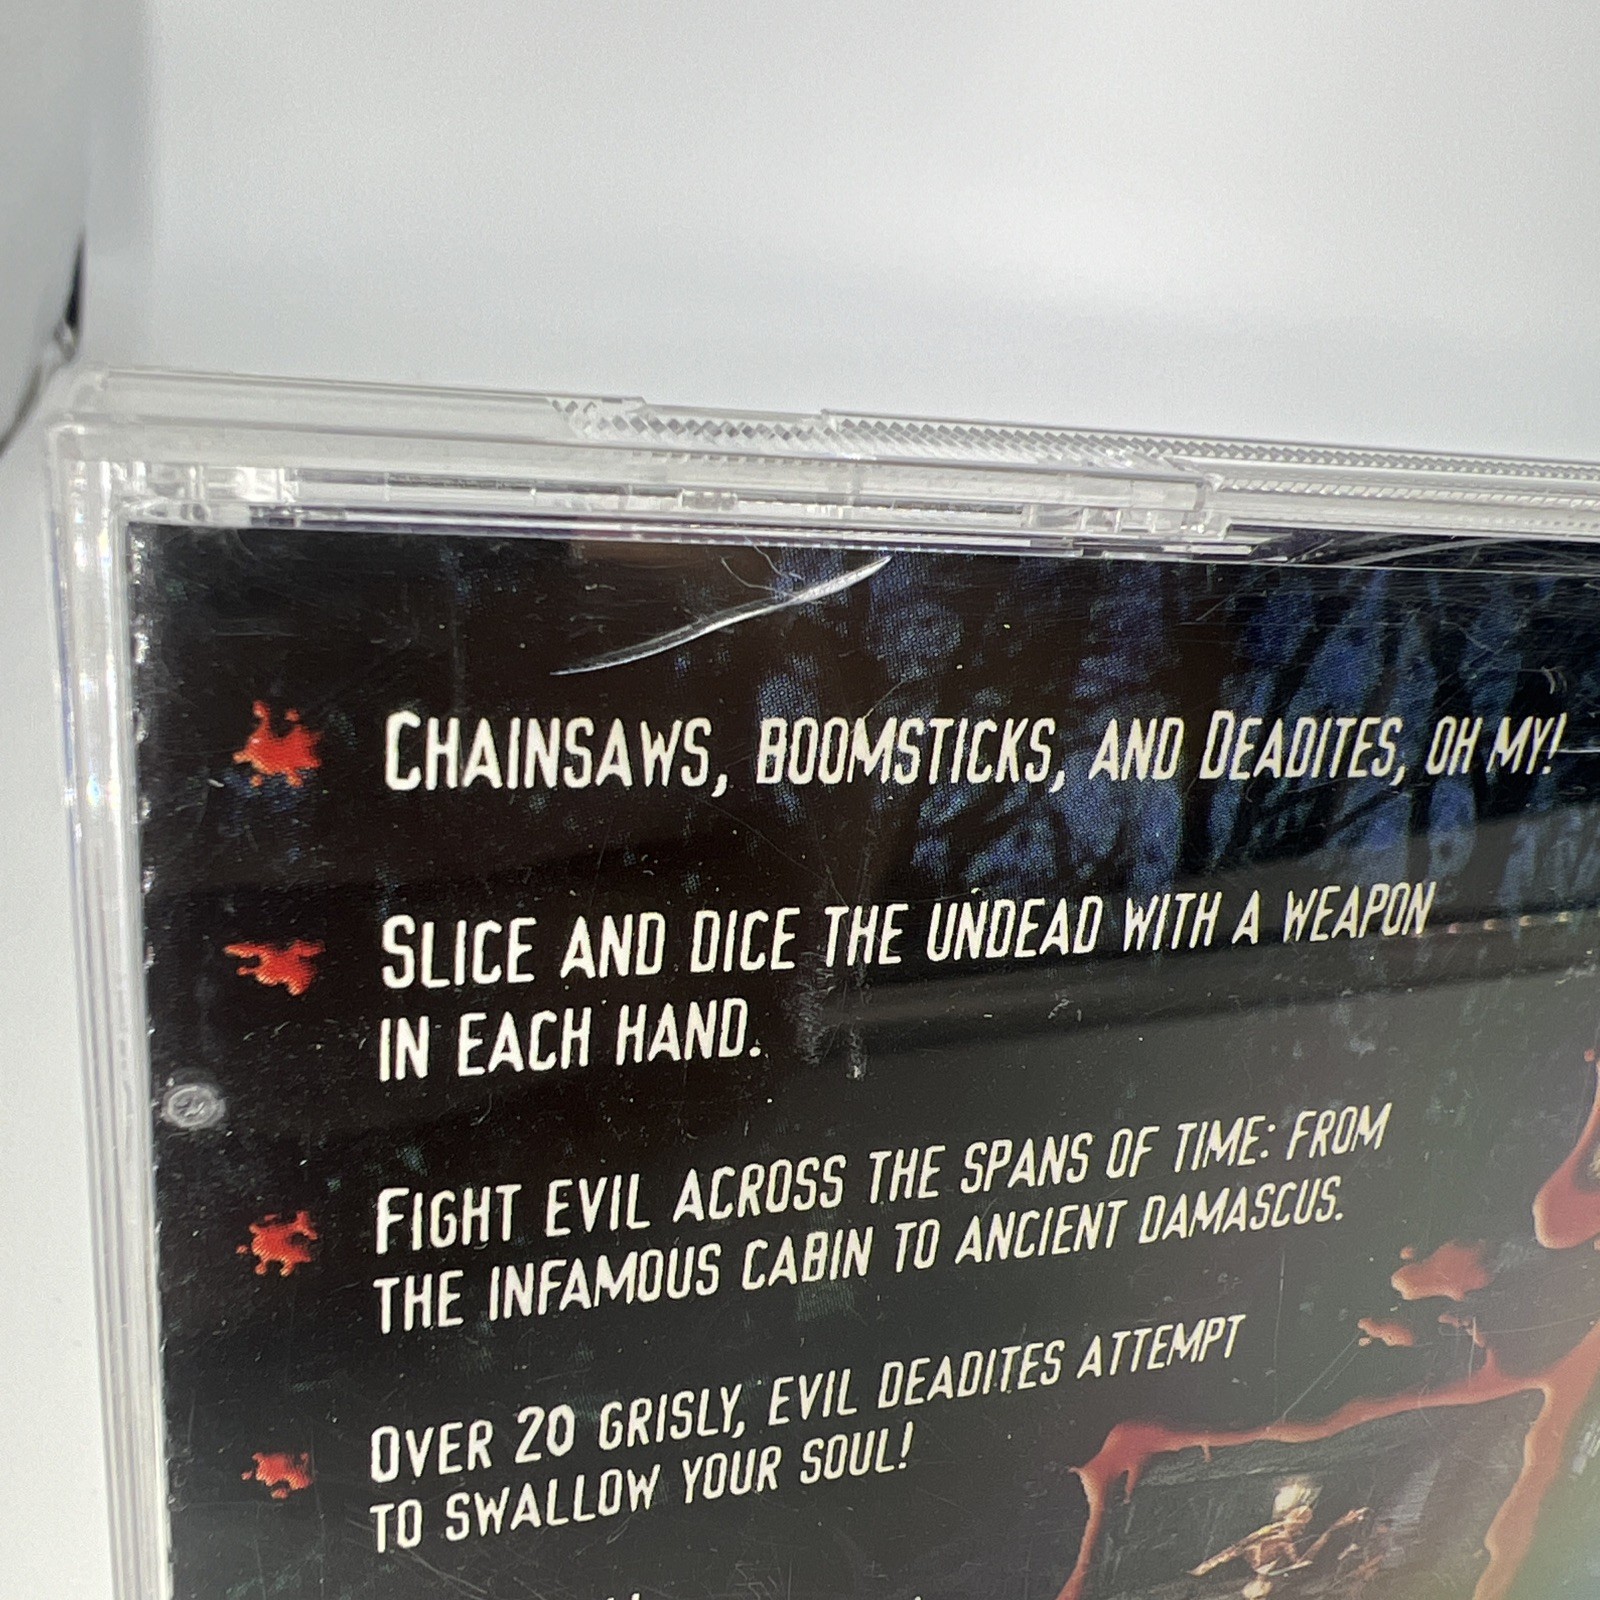 CHAINSAWS, BOOMSTICKS, AND DEADITES, OH MY!
SLICE AND DICE THE UNDEAD WITH A WEAPON
IN EACH HAND.
FIGHT EVIL ACROSS THE SPANS OF TIME: FROM
THE INFAMOUS CABIN TO ANCIENT DAMASCUS.
OVER 20 GRISLY, EVIL DEADITES ATTEMPT
TO SWALLOW YOUR SOUL!